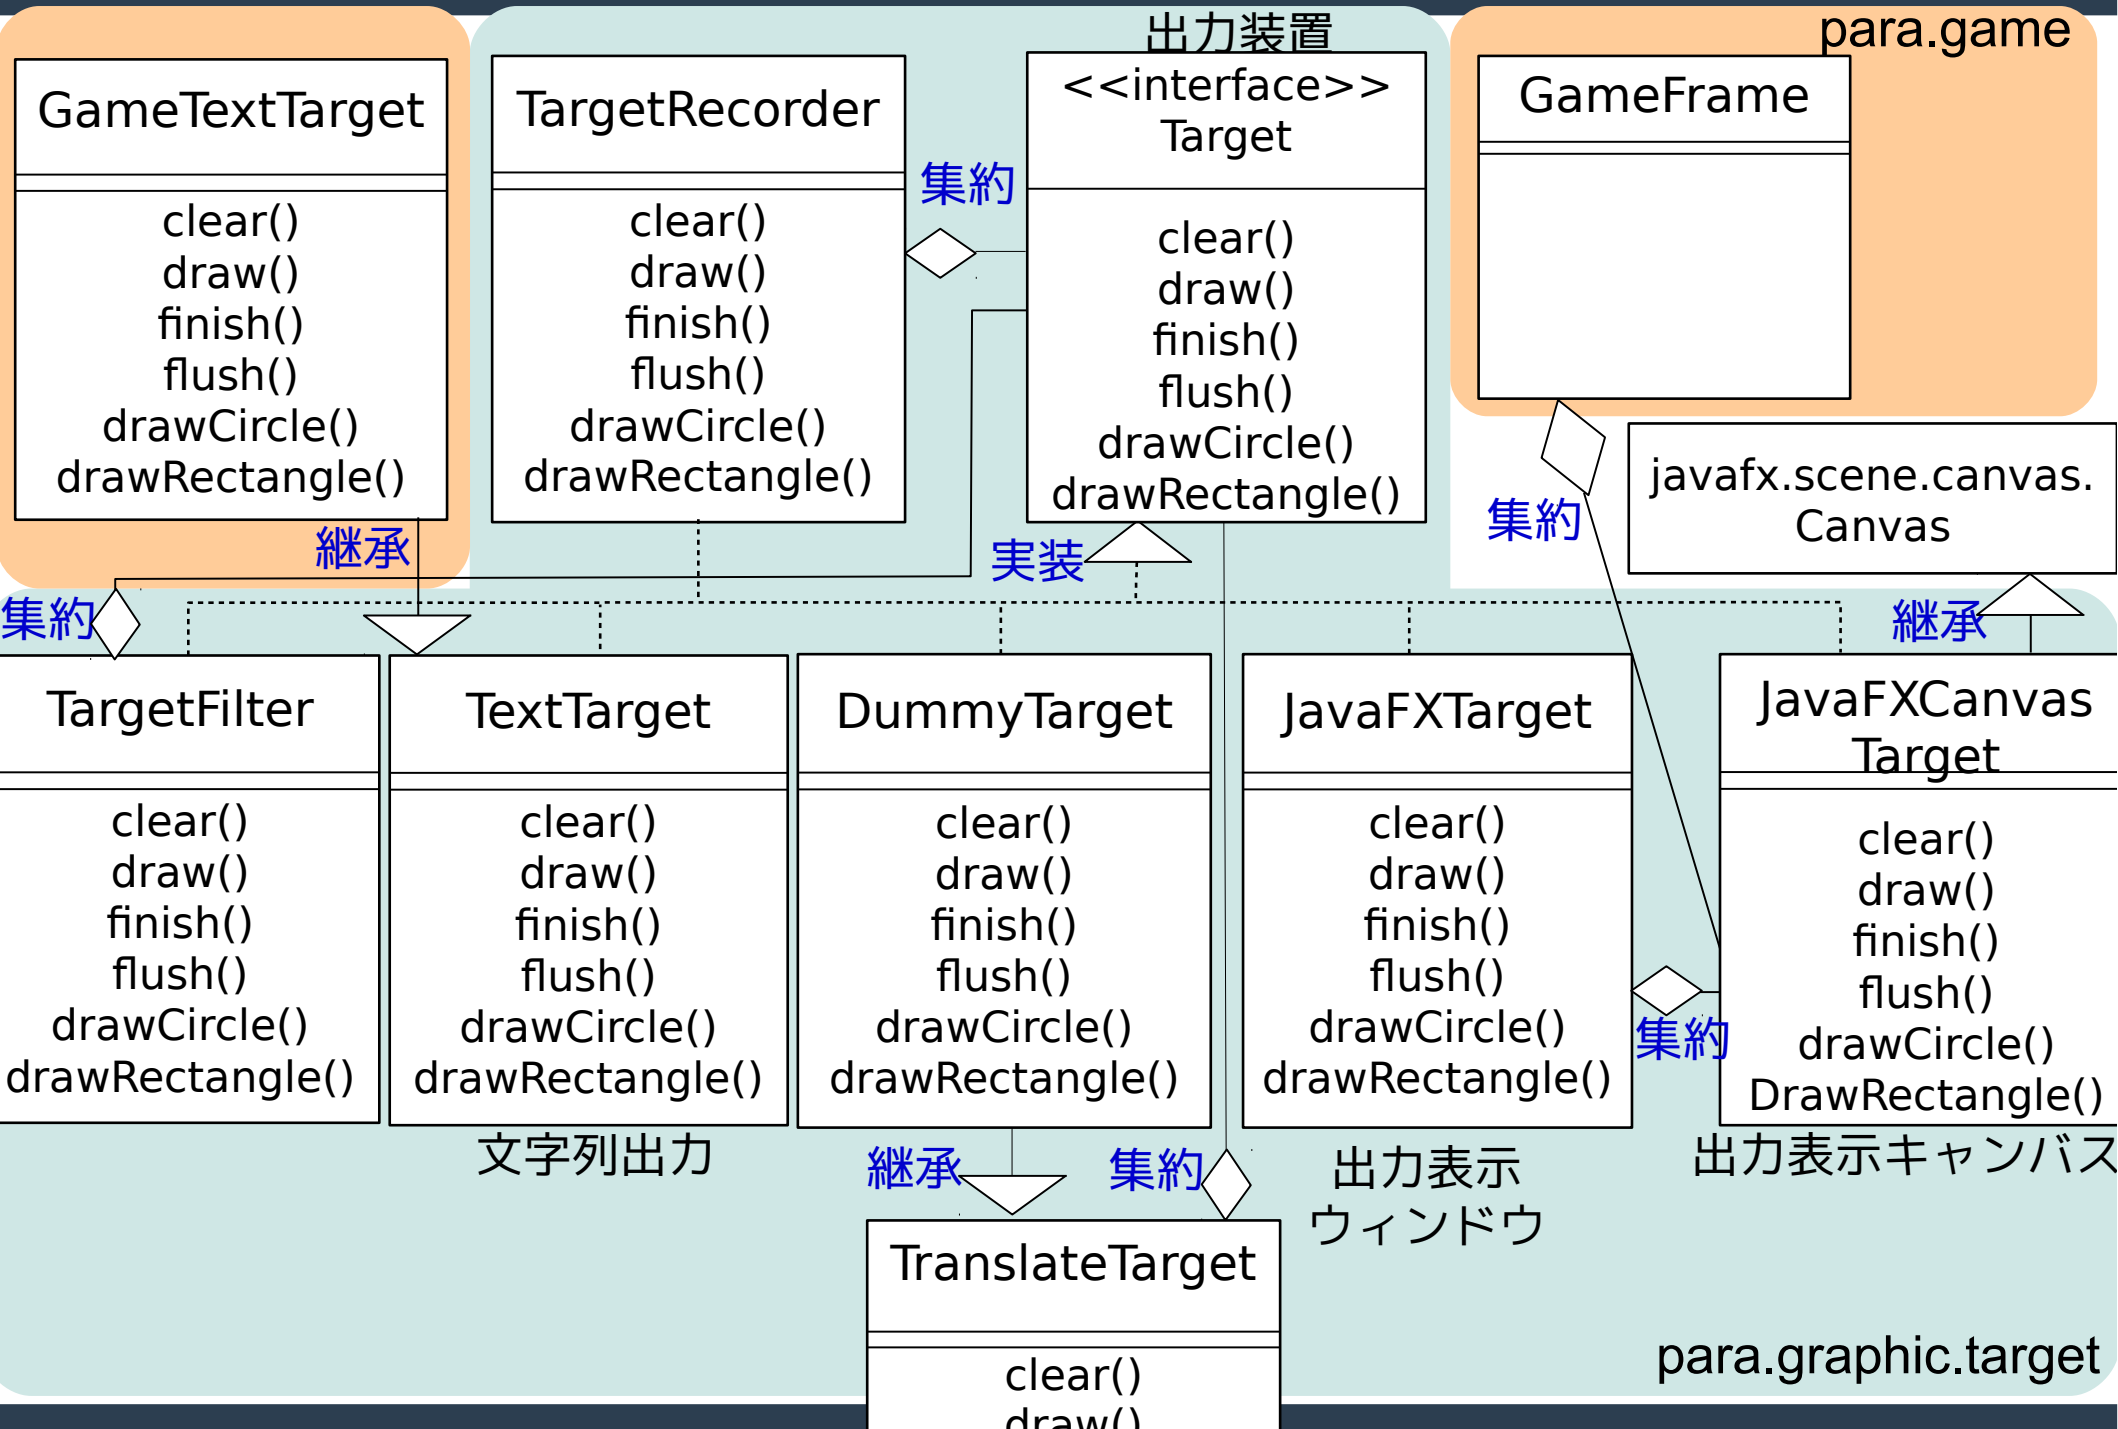 para.game
GameTextTarget
clear()
draw()
finish()
flush()
drawCircle()
drawRectangle()
継承
TargetRecorder
clear()
draw()
finish()
flush()
drawCircle()
drawRectangle()
集約
出力装置
<<interface>>
Target
clear()
draw()
finish()
flush()
drawCircle()
drawRectangle()
実装
GameFrame
集約
javafx.scene.canvas.
Canvas
継承
集約
TargetFilter
clear()
draw()
finish()
flush()
drawCircle()
drawRectangle()
TextTarget
clear()
draw()
finish()
flush()
drawCircle()
drawRectangle()
文字列出力
DummyTarget
clear()
draw()
finish()
flush()
drawCircle()
drawRectangle()
継承
集約
JavaFXTarget
clear()
draw()
finish()
flush()
drawCircle()
drawRectangle()
集約
出力表示
ウィンドウ
JavaFXCanvas
Target
clear()
draw()
finish()
flush()
drawCircle()
DrawRectangle()
出力表示キャンバス
TranslateTarget
clear()
draw()
para.graphic.target